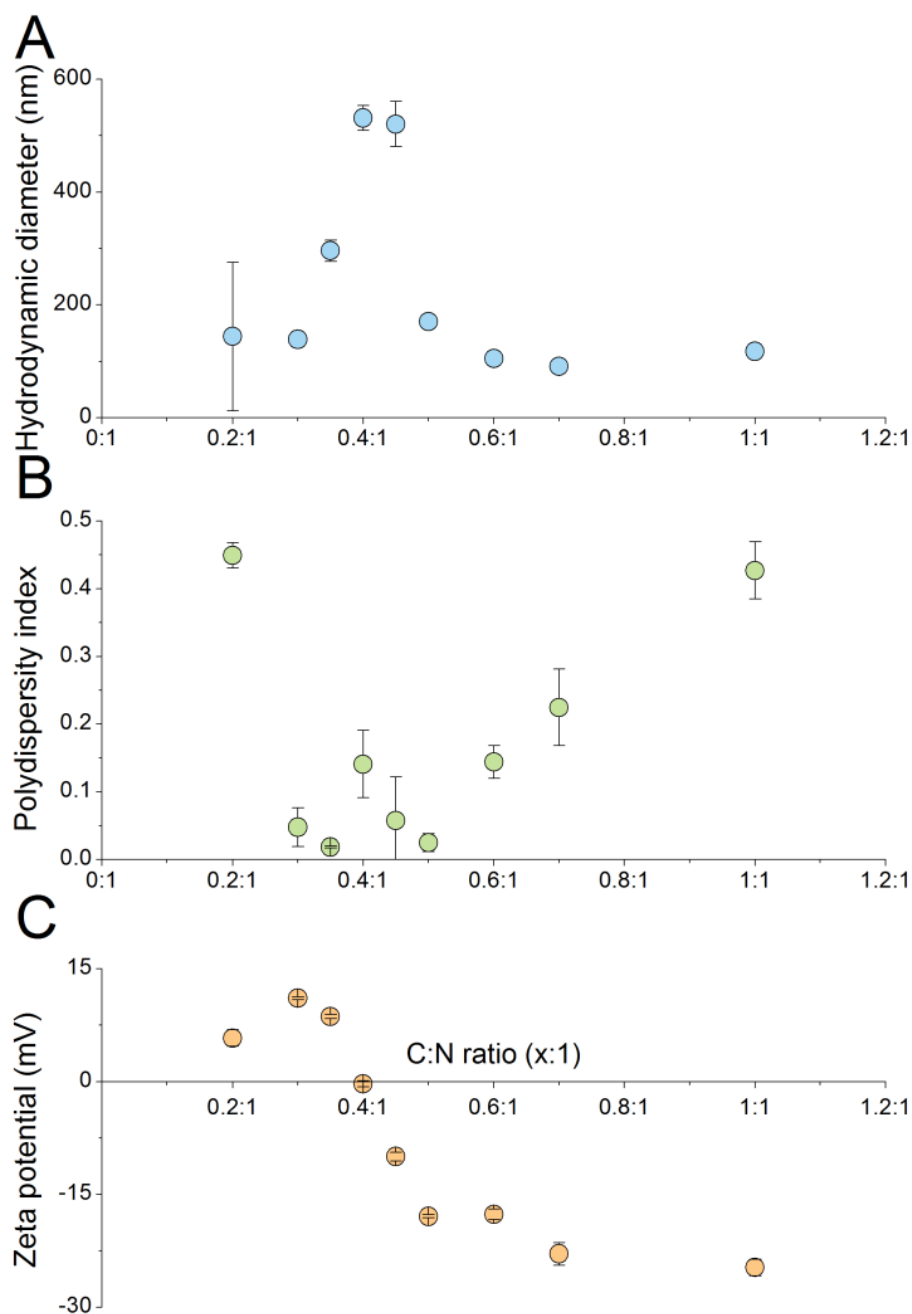 A
Hydrodynamic diameter (nm)
600
400
200
0
0:1 0.2:1 0.4:1 0.6:1 0.8:1 1:1 1.2:1
B
Polydispersity index
0.5
0.4
0.3
0.2
0.1
0.0
0:1 0.2:1 0.4:1 0.6:1 0.8:1 1:1 1.2:1
C
Zeta potential (mV)
15
C:N ratio (x:1)
0
0.2:1 0.4:1 0.6:1 0.8:1 1:1 1.2:1
-15
-30